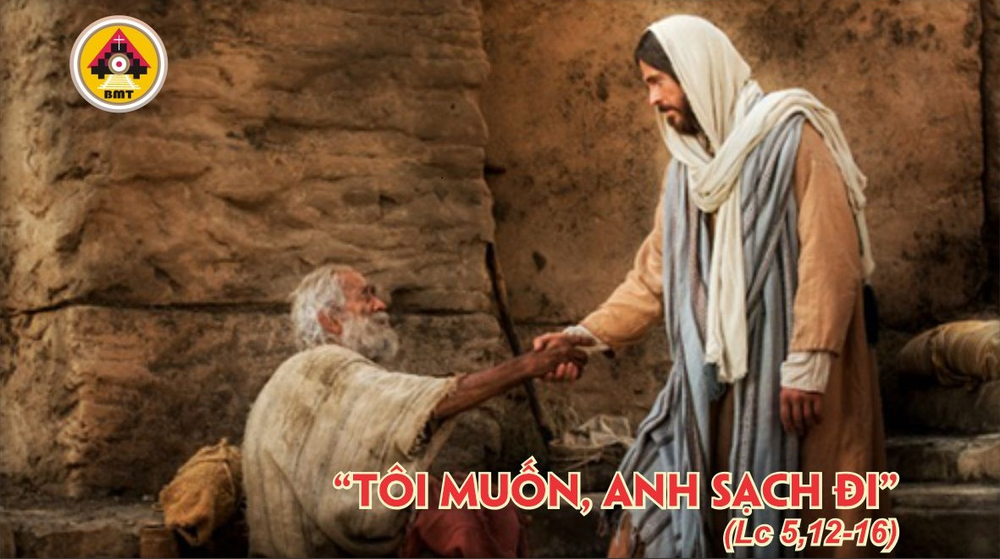 BMT
“TÔI MUỐN, ANH SẠCH ĐI”
(Lc 5,12-16)